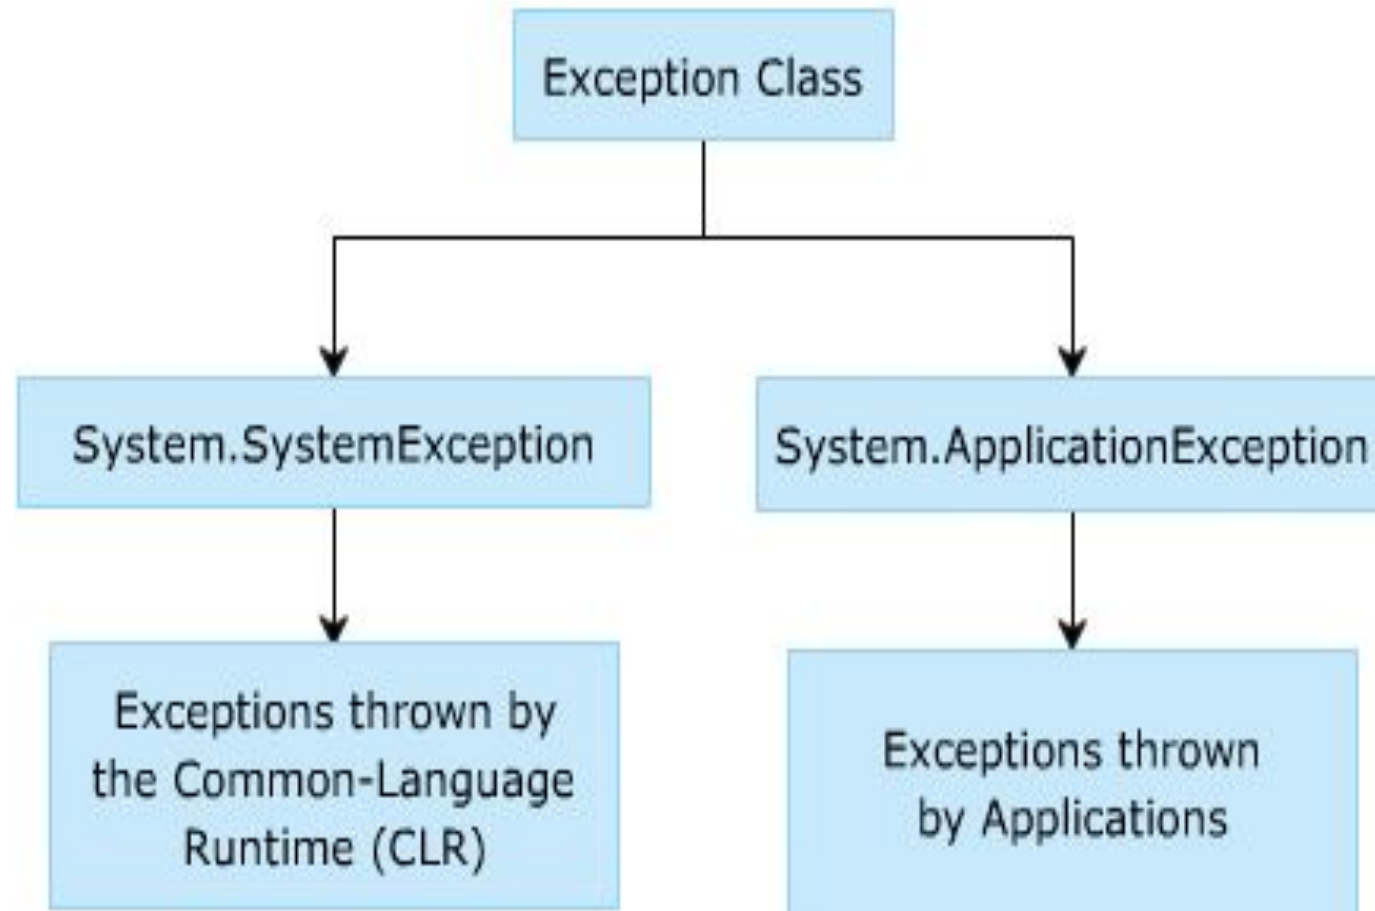 Exception Class
System.SystemException
System.ApplicationException
Exceptions thrown by
the Common-Language
Runtime (CLR)
Exceptions thrown
by Applications